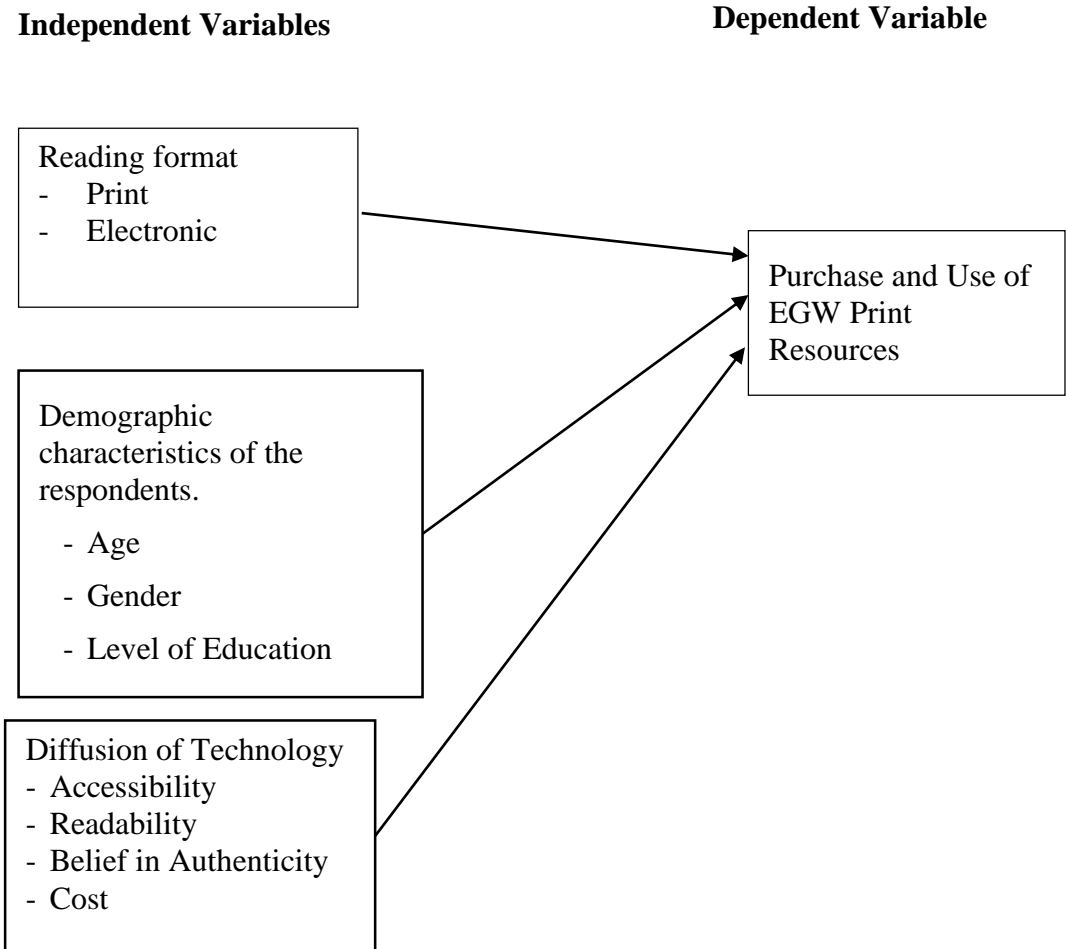 Independent Variables
Dependent Variable
Reading format
- Print
- Electronic
Purchase and Use of
EGW Print
Resources
Demographic
characteristics of the
respondents.
- Age
- Gender
- Level of Education
Diffusion of Technology
- Accessibility
- Readability
- Belief in Authenticity
- Cost